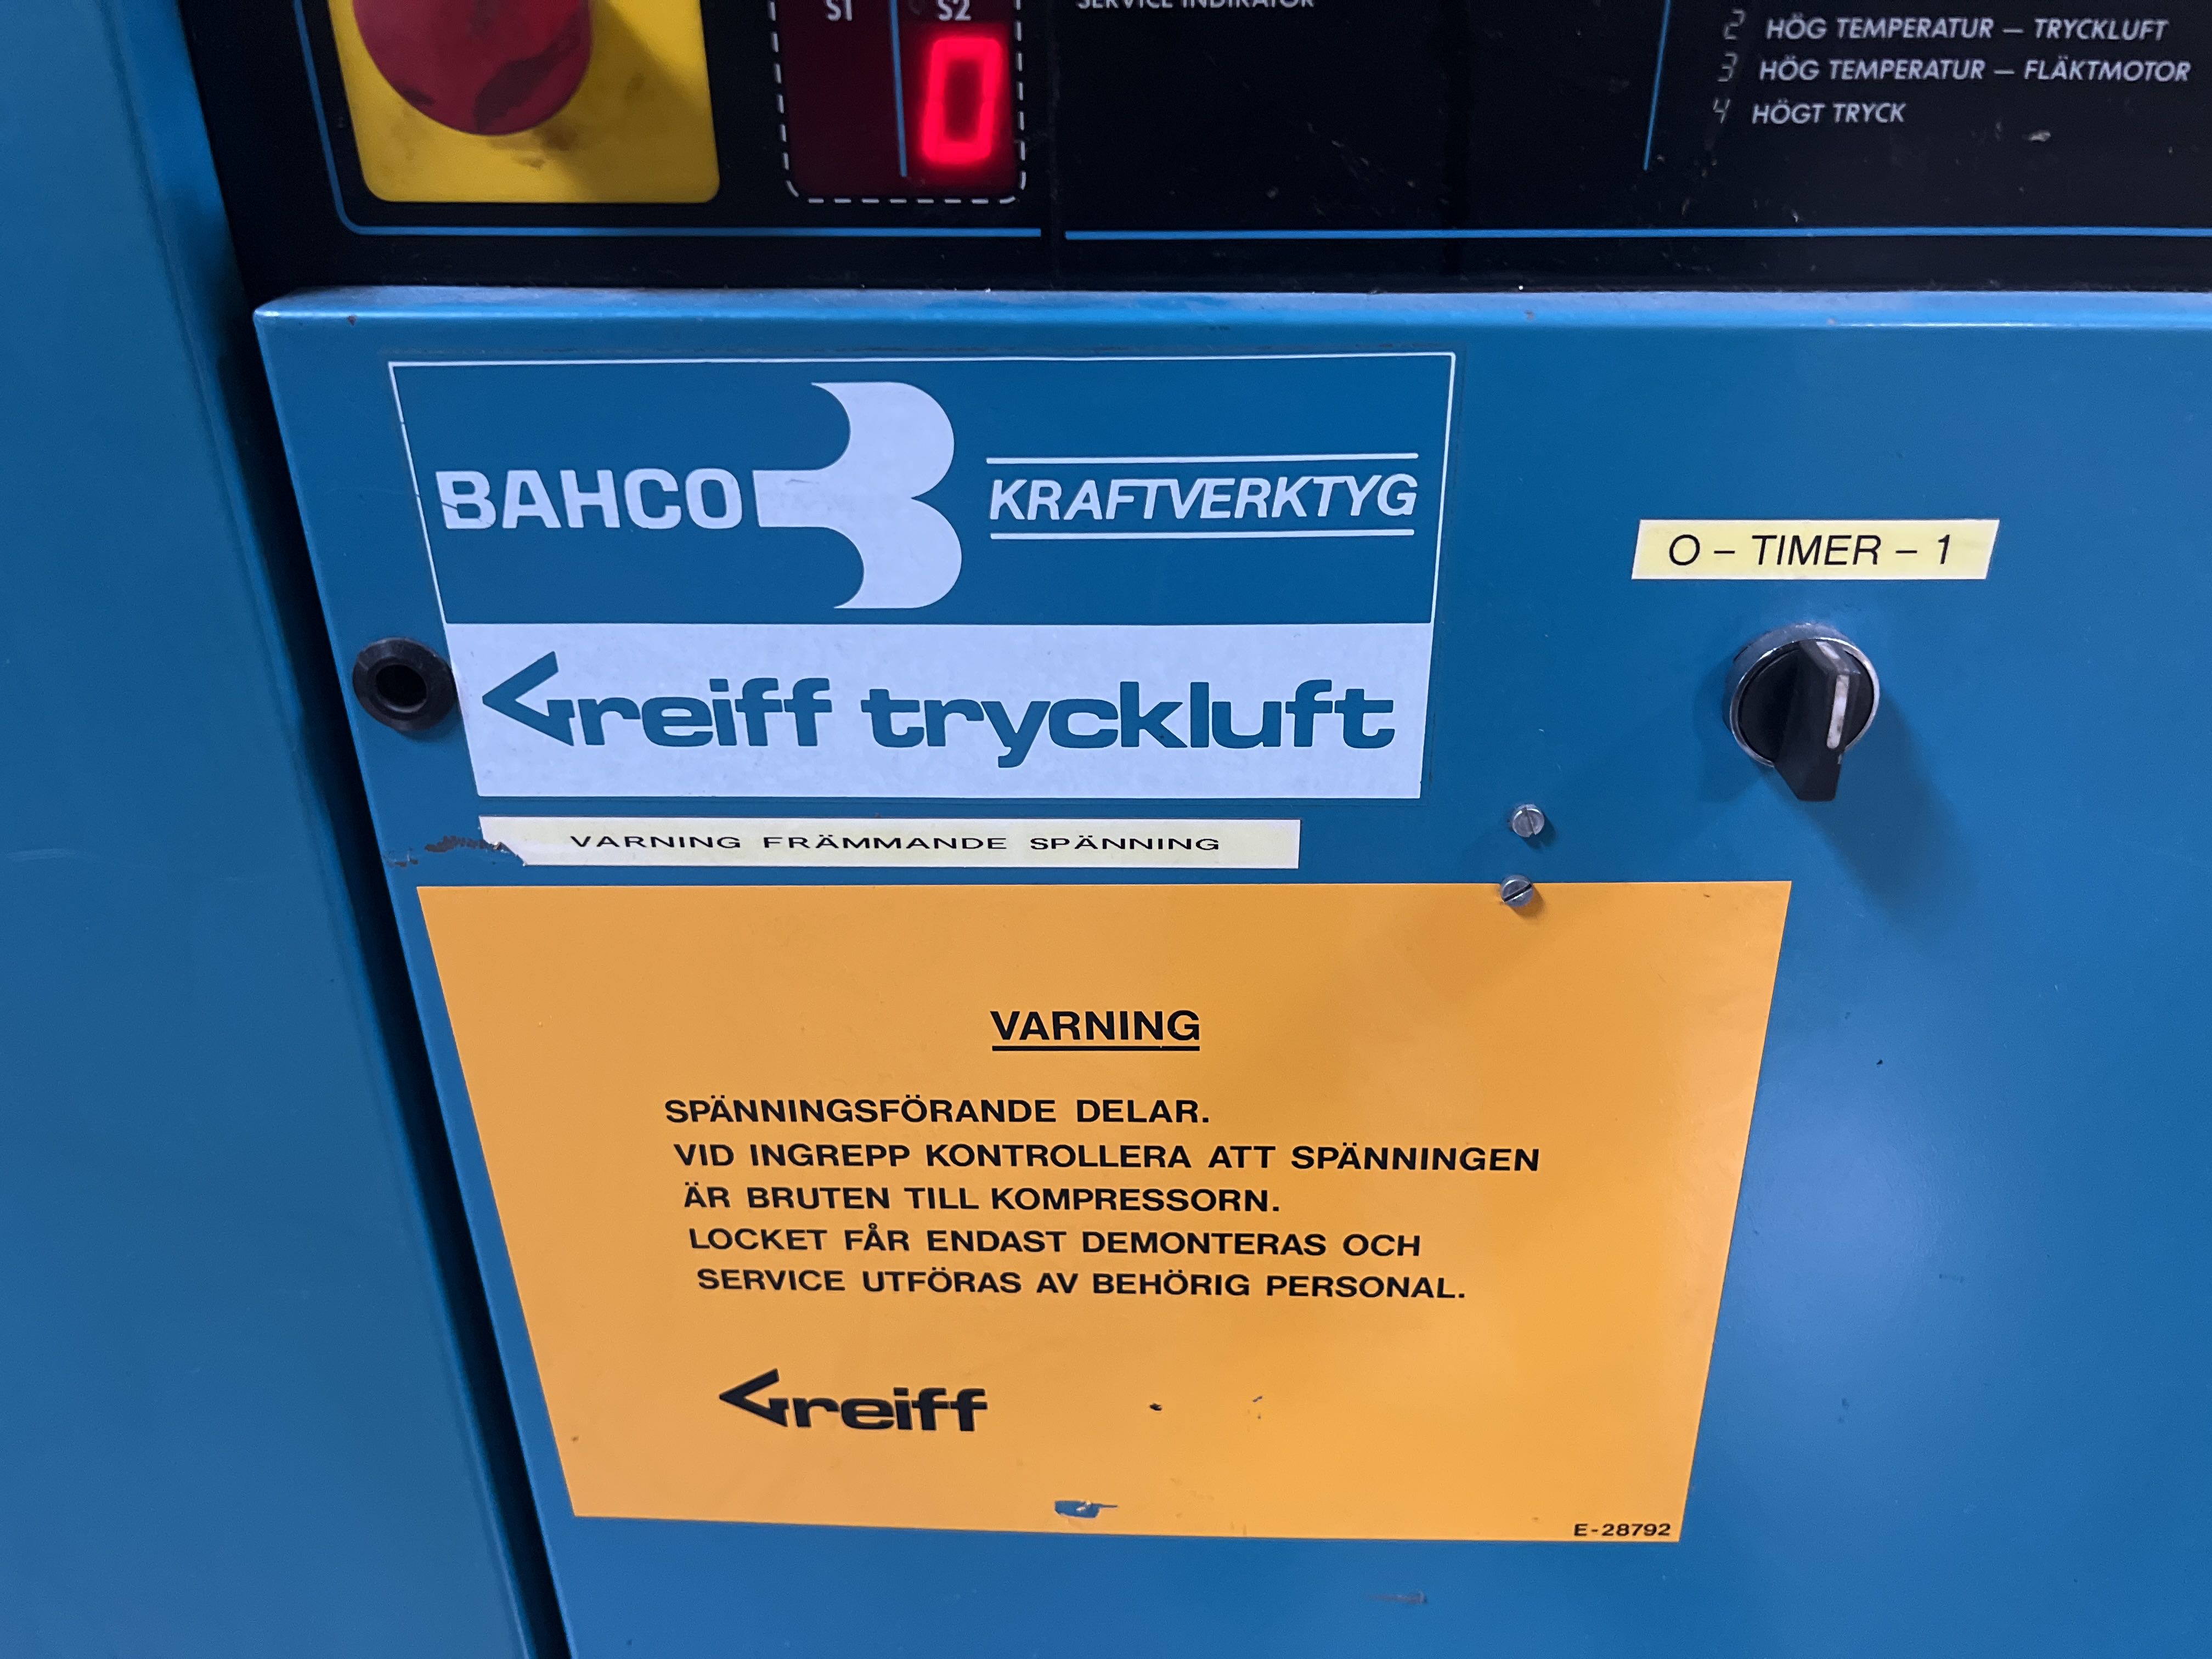 S1 S2
0
SERVICE INDIKATOR
2 HÖG TEMPERATUR – TRYCKLUFT
3 HÖG TEMPERATUR – FLÄKTMOTOR
4 HÖGT TRYCK
BAHCO KRAFTVERKTYG
Greiff tryckluft
O – TIMER – 1
VARNING FRÄMMANDE SPÄNNING
VARNING
SPÄNNINGSFÖRANDE DELAR.
VID INGREPP KONTROLLERA ATT SPÄNNINGEN
ÄR BRUTEN TILL KOMPRESSORN.
LOCKET FÅR ENDAST DEMONTERAS OCH
SERVICE UTFÖRAS AV BEHÖRIG PERSONAL.
Greiff
E-28792